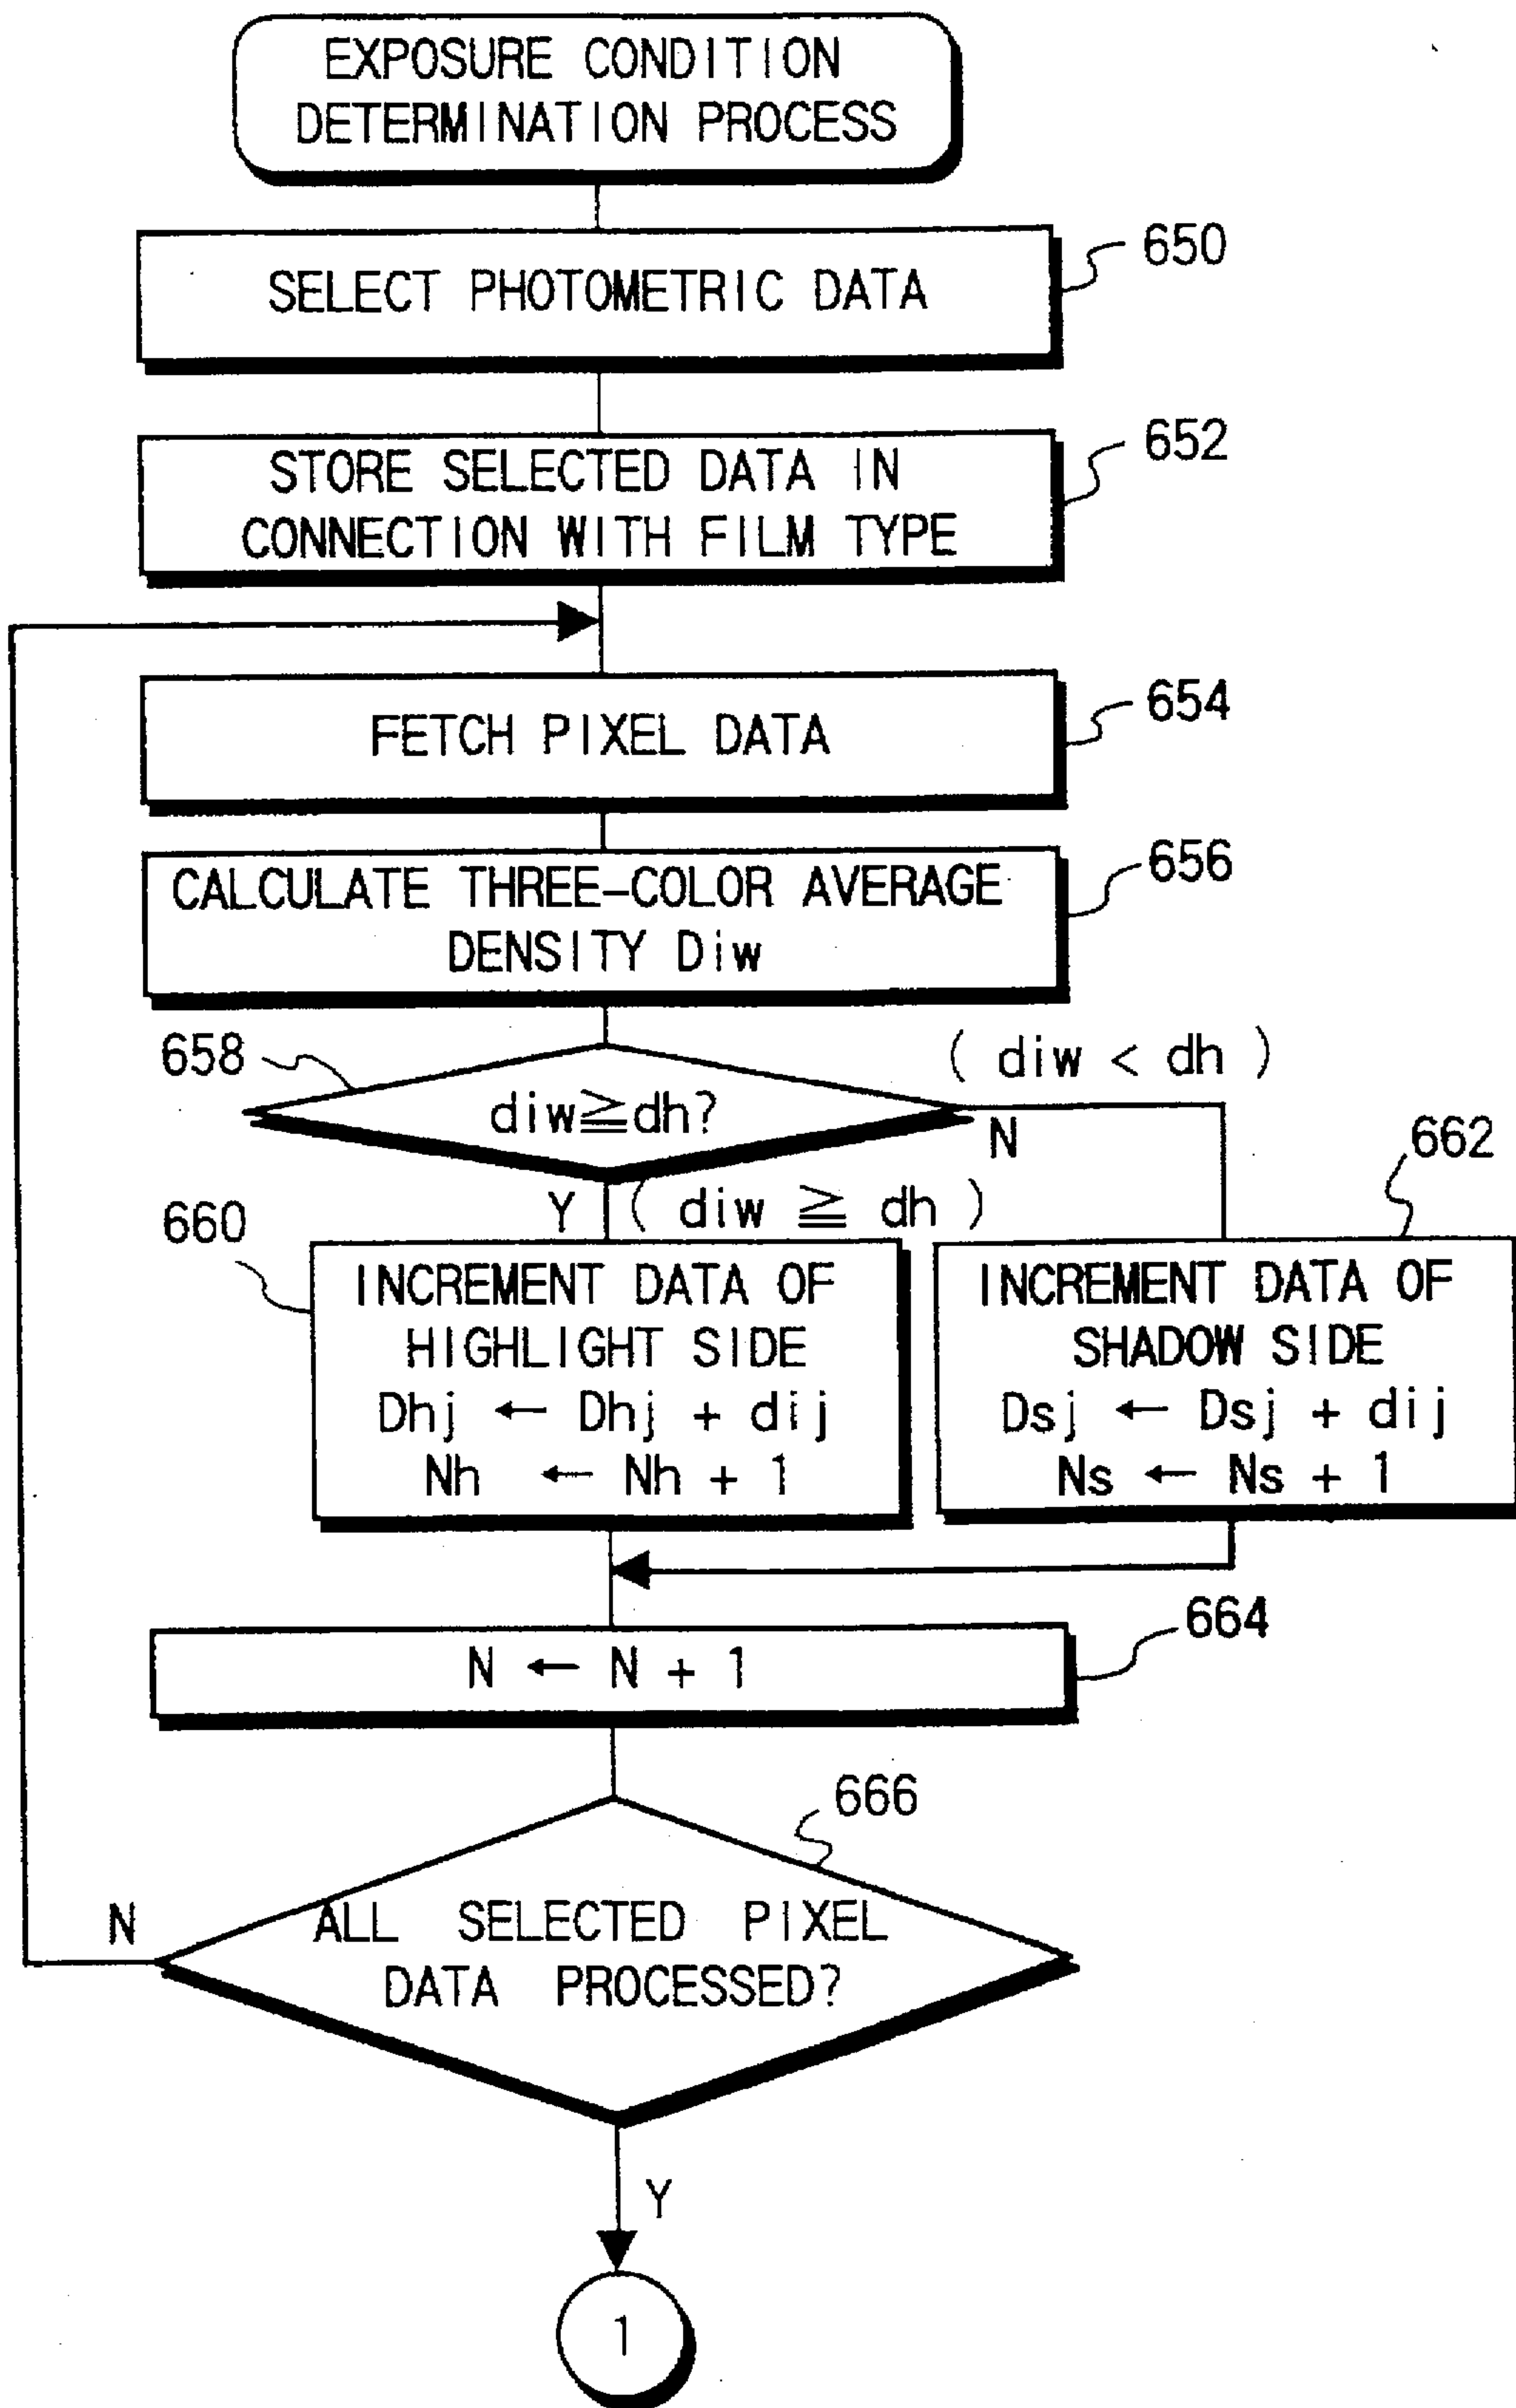 EXPOSURE CONDITION
DETERMINATION PROCESS
650
SELECT PHOTOMETRIC DATA
652
STORE SELECTED DATA IN
CONNECTION WITH FILM TYPE
654
FETCH PIXEL DATA
656
CALCULATE THREE-COLOR AVERAGE
DENSITY Diw
658
( diw < dh )
diw≧dh?
N
662
Y ( diw ≧ dh )
660
INCREMENT DATA OF
HIGHLIGHT SIDE
Dhj ← Dhj + dij
Nh ← Nh + 1
INCREMENT DATA OF
SHADOW SIDE
Dsj ← Dsj + dij
Ns ← Ns + 1
664
N ← N + 1
666
N
ALL SELECTED PIXEL
DATA PROCESSED?
Y
1